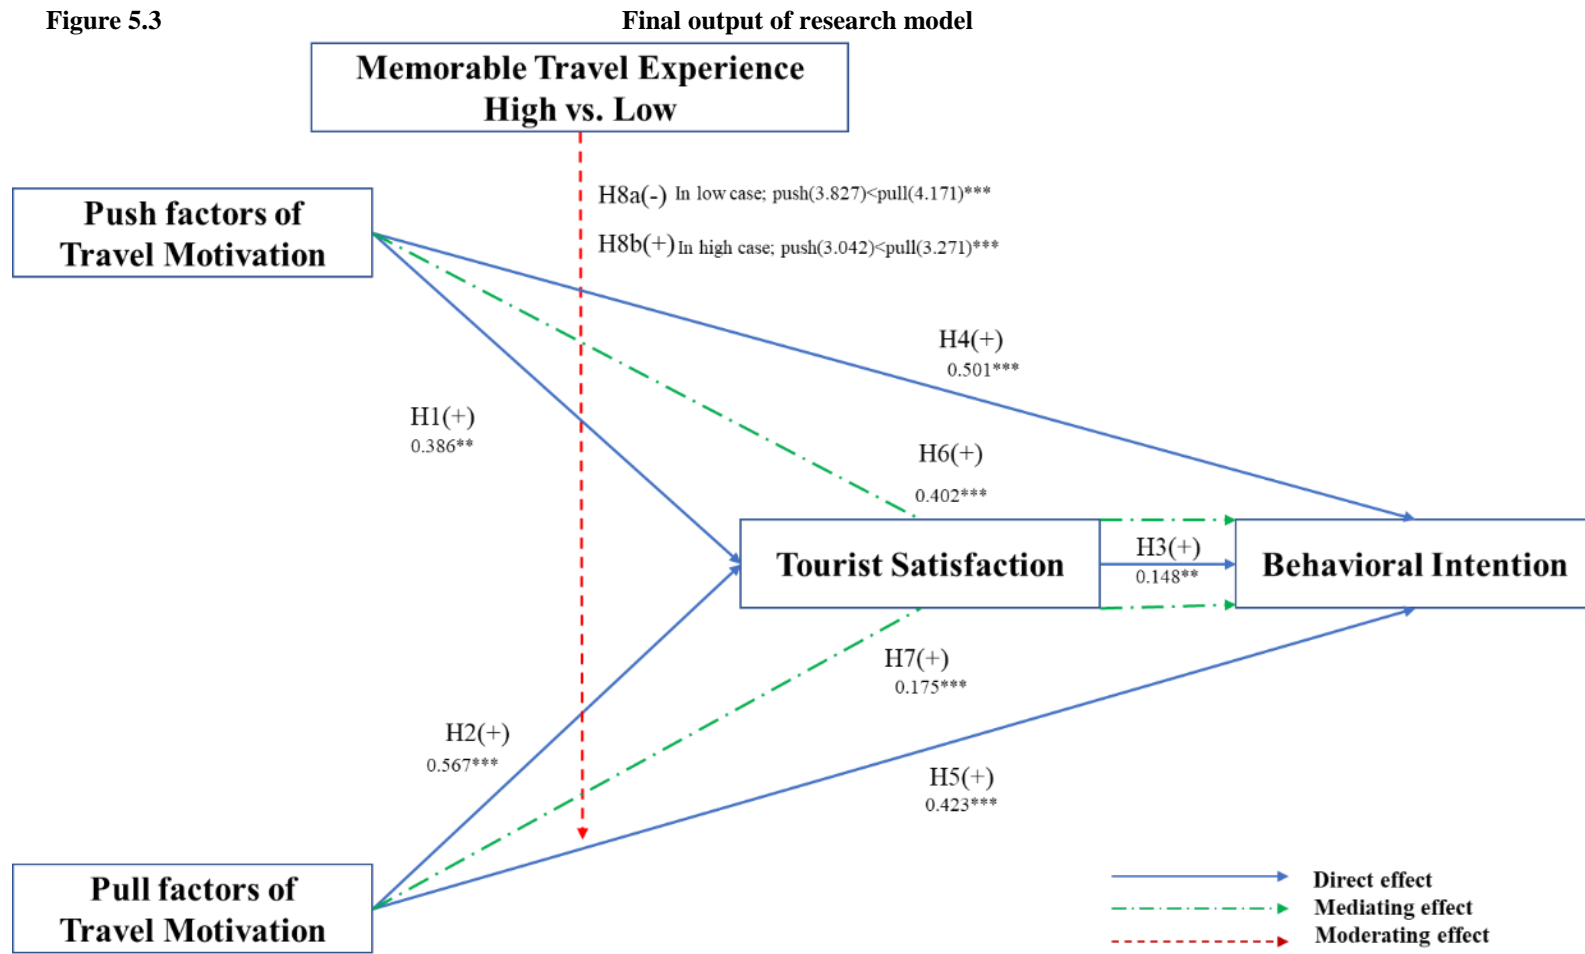 Figure 5.3 Final output of research model
Memorable Travel Experience
High vs. Low
H8a(-) In low case; push(3.827)<pull(4.171)***
Push factors of
Travel Motivation
H8b(+) In high case; push(3.042)<pull(3.271)***
H4(+)
0.501***
H1(+)
0.386**
H6(+)
0.402***
Tourist Satisfaction
H3(+)
0.148**
Behavioral Intention
H7(+)
0.175***
H2(+)
0.567***
H5(+)
0.423***
Pull factors of
Travel Motivation
Direct effect
Mediating effect
Moderating effect